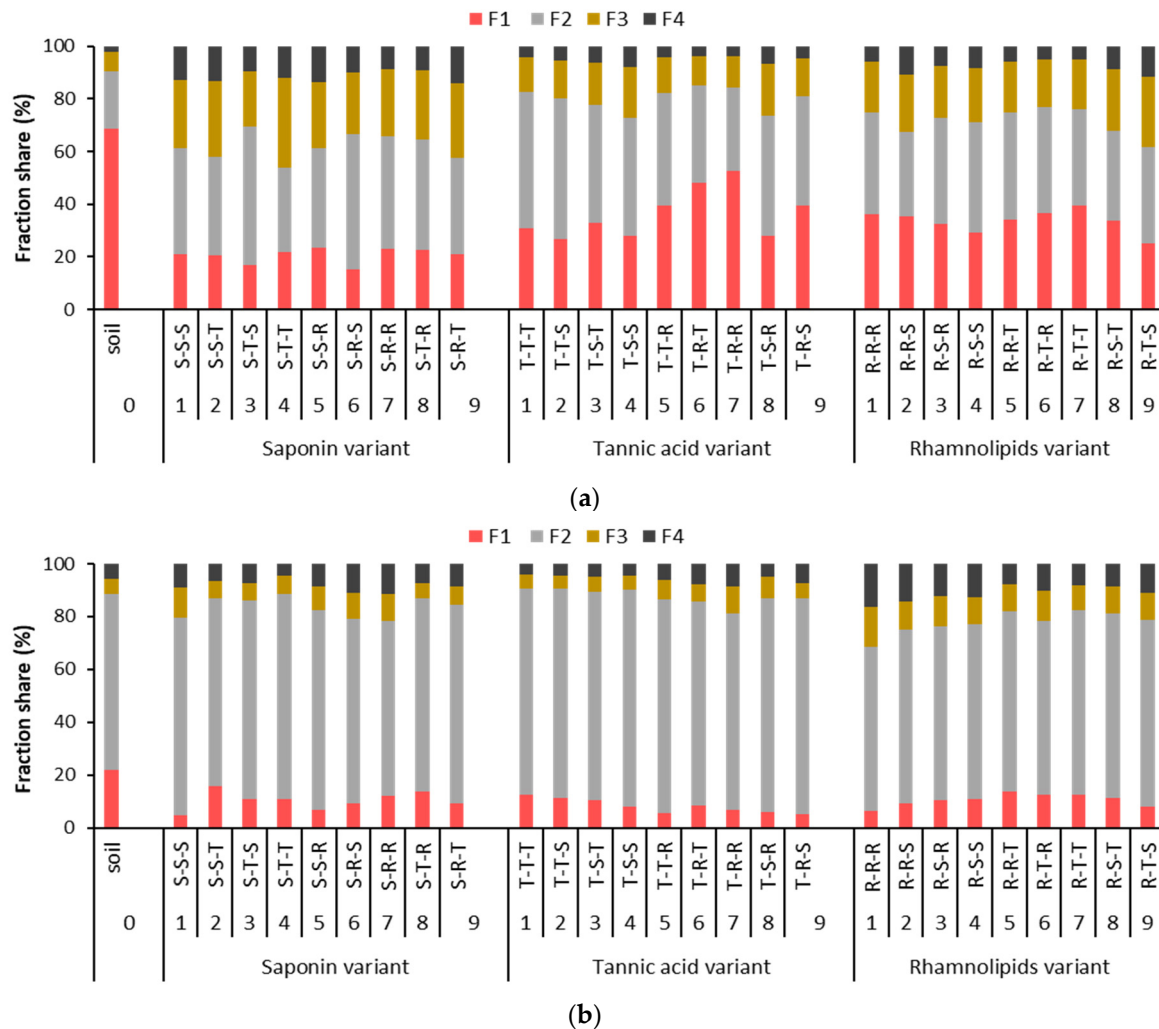 F1 F2 F3 F4
100
80
60
40
20
0
Fraction share (%)
soil S-S-S S-S-T S-T-S S-T-T S-S-R S-R-S S-R-R S-T-R S-R-T T-T-T T-T-S T-S-T T-S-S T-T-R T-R-T T-R-R T-S-R T-R-S R-R-R R-R-S R-S-R R-S-S R-R-T R-T-R R-T-T R-S-T R-T-S
0 1 2 3 4 5 6 7 8 9 1 2 3 4 5 6 7 8 9 1 2 3 4 5 6 7 8 9
Saponin variant Tannic acid variant Rhamnolipids variant
(a)
F1 F2 F3 F4
100
80
60
40
20
0
Fraction share (%)
soil S-S-S S-S-T S-T-S S-T-T S-S-R S-R-S S-R-R S-T-R S-R-T T-T-T T-T-S T-S-T T-S-S T-T-R T-R-T T-R-R T-S-R T-R-S R-R-R R-R-S R-S-R R-S-S R-R-T R-T-R R-T-T R-S-T R-T-S
0 1 2 3 4 5 6 7 8 9 1 2 3 4 5 6 7 8 9 1 2 3 4 5 6 7 8 9
Saponin variant Tannic acid variant Rhamnolipids variant
(b)